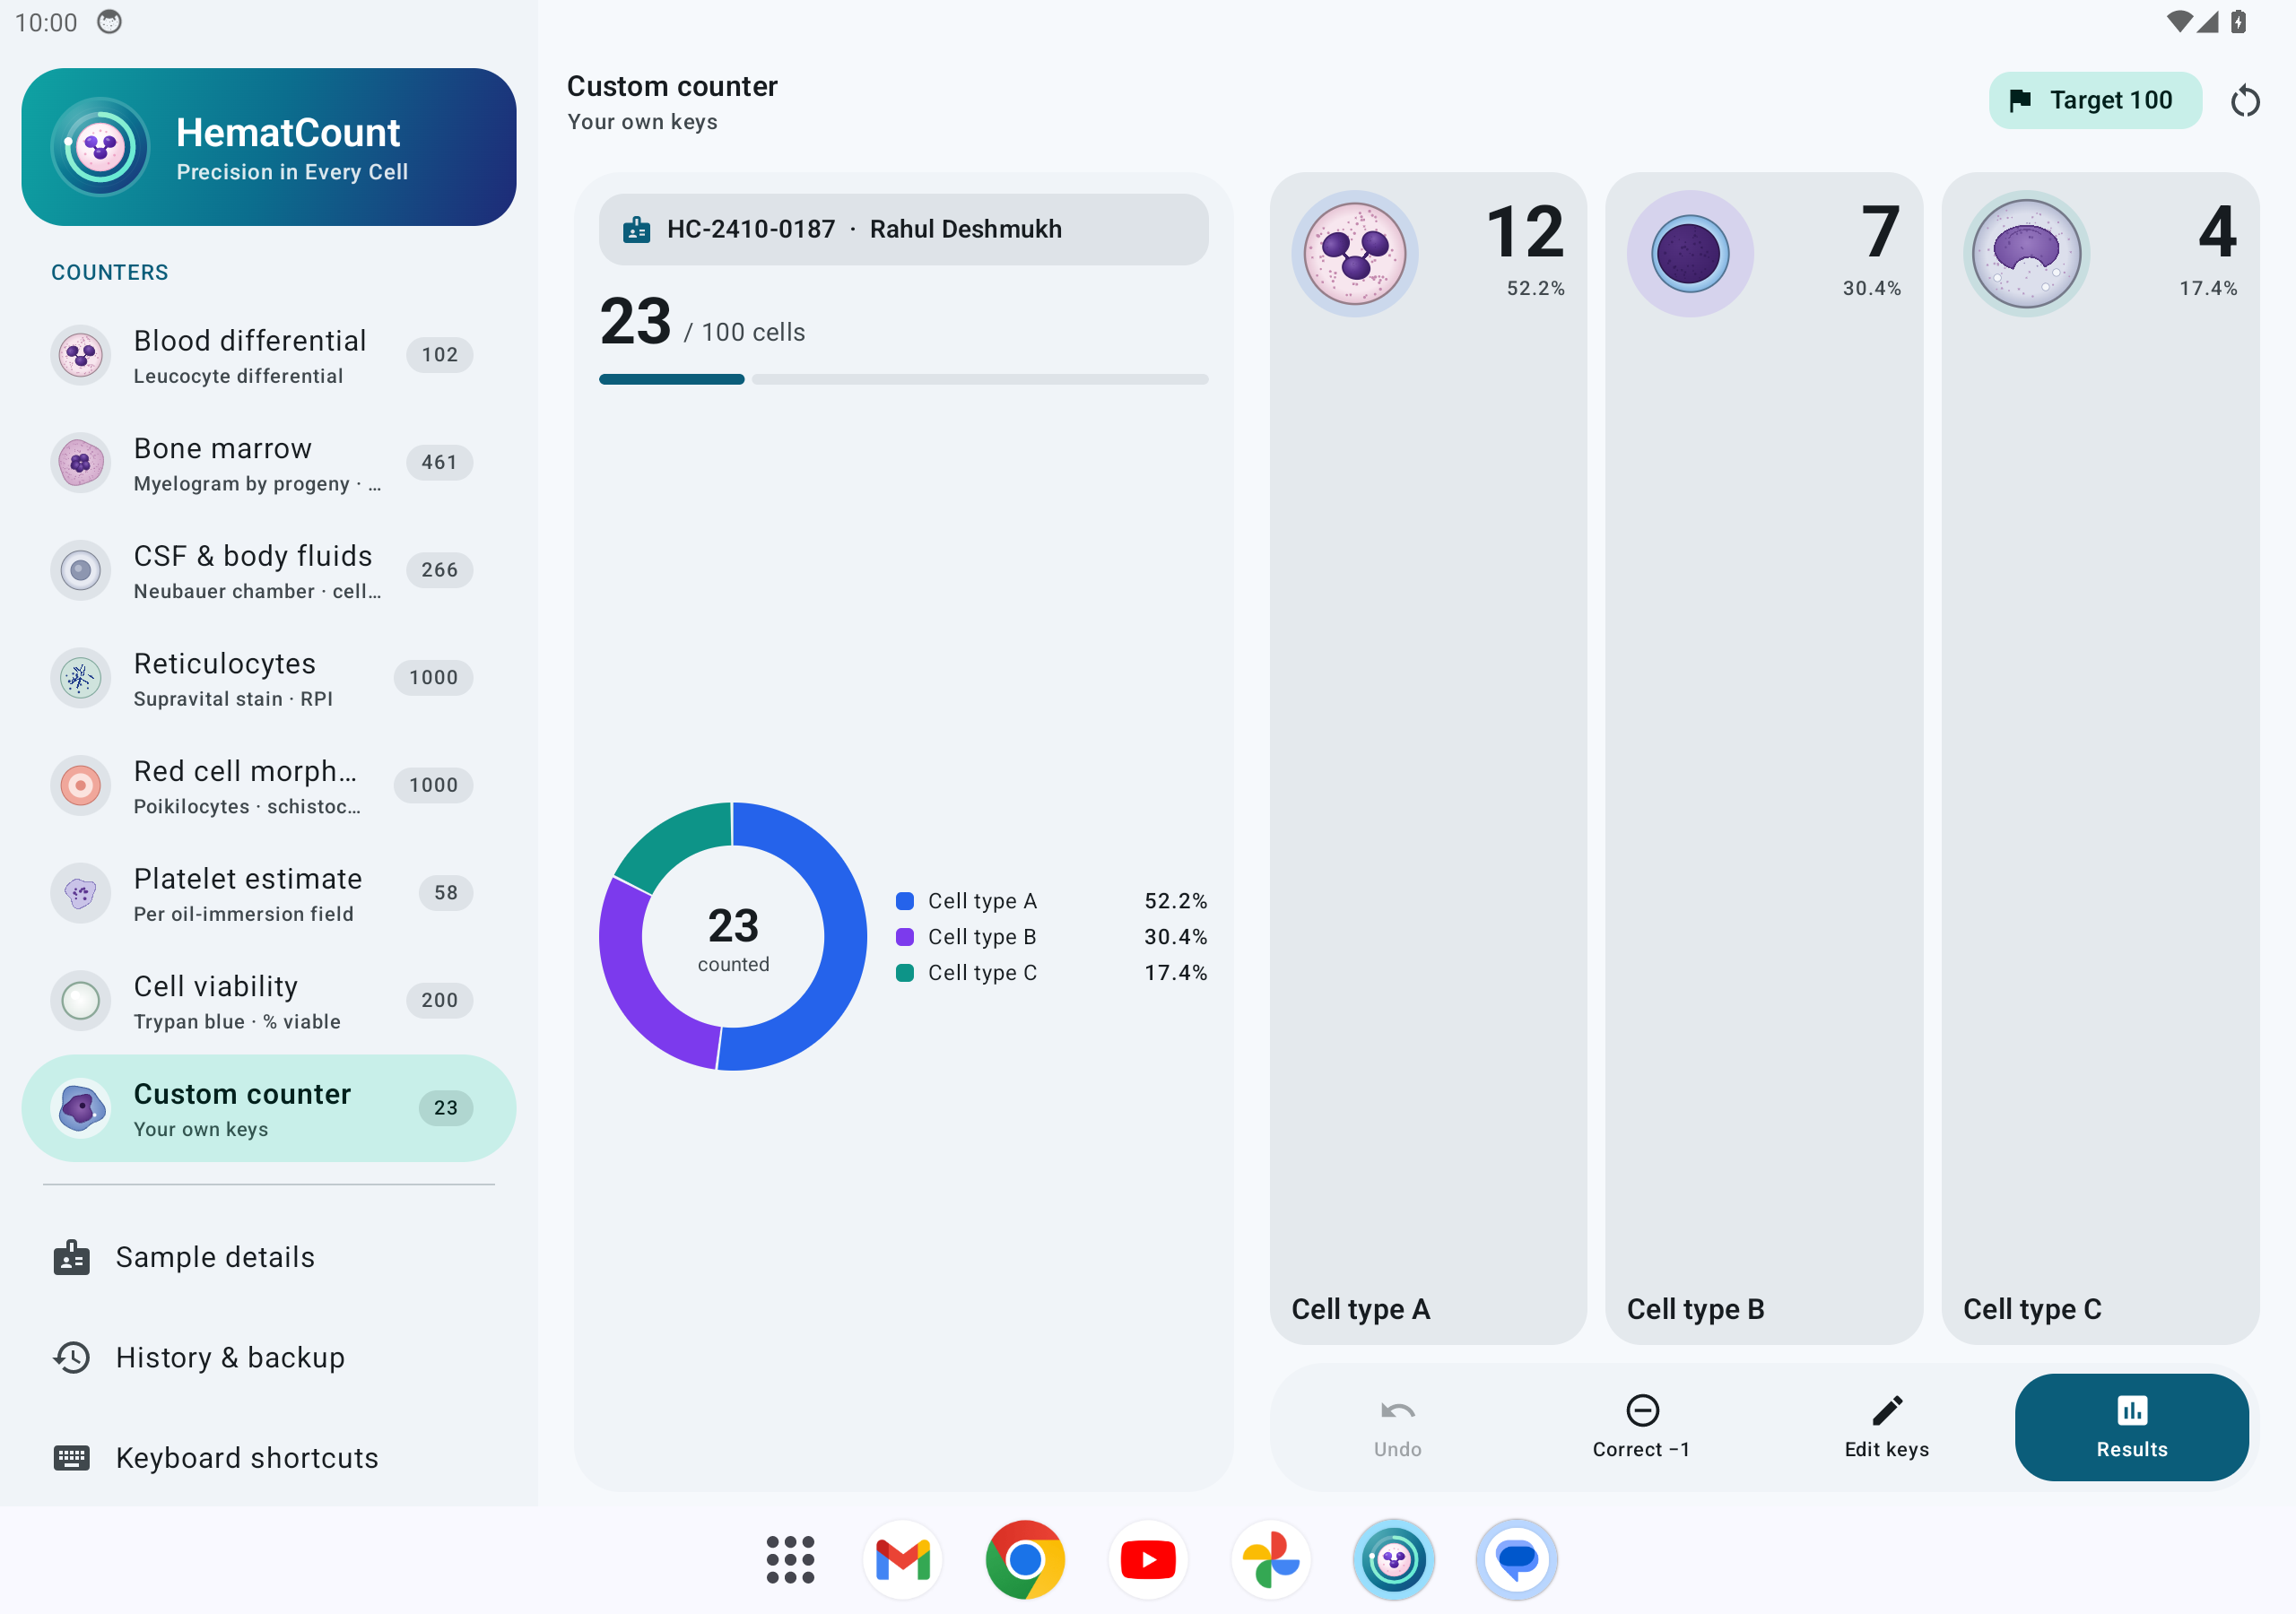 10:00
HematCount
Precision in Every Cell
COUNTERS
Blood differential
Leucocyte differential
102
Bone marrow
Myelogram by progeny · …
461
CSF & body fluids
Neubauer chamber · cell…
266
Reticulocytes
Supravital stain · RPI
1000
Red cell morph…
Poikilocytes · schistoc…
1000
Platelet estimate
Per oil-immersion field
58
Cell viability
Trypan blue · % viable
200
Custom counter
Your own keys
23
Sample details
History & backup
Keyboard shortcuts
Custom counter
Your own keys
Target 100
HC-2410-0187 · Rahul Deshmukh
23 / 100 cells
23
counted
Cell type A 52.2%
Cell type B 30.4%
Cell type C 17.4%
12
52.2%
Cell type A
7
30.4%
Cell type B
4
17.4%
Cell type C
Undo
Correct −1
Edit keys
Results